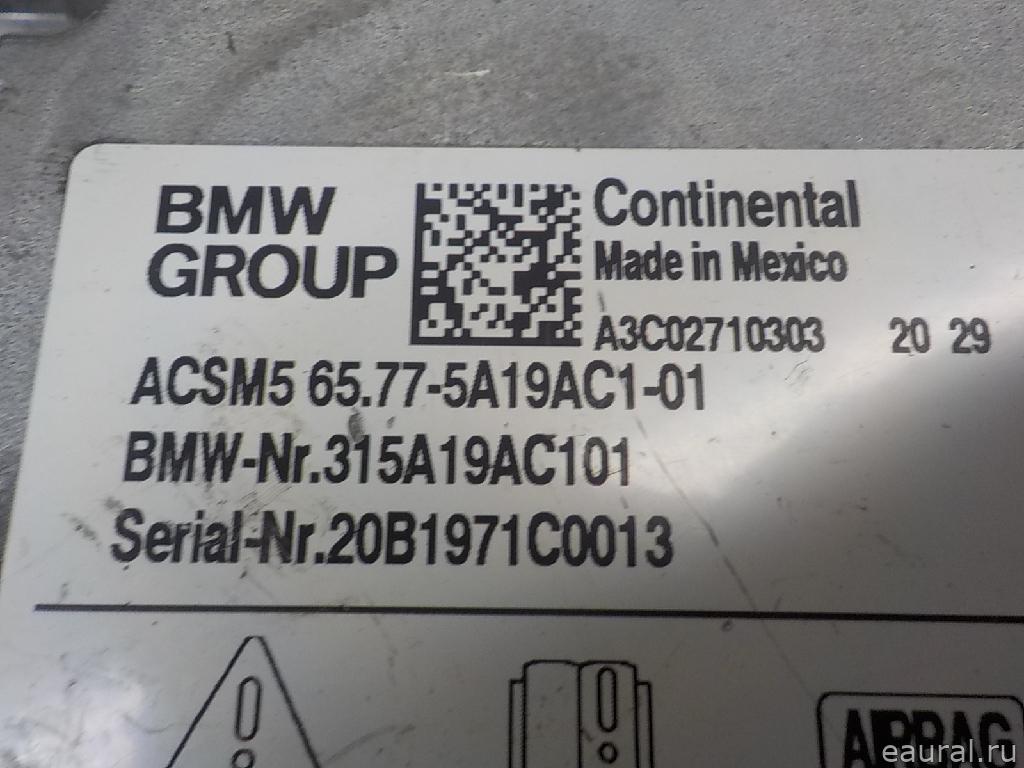 BMW
GROUP
Continental
Made in Mexico
A3C02710303 20 29
ACSM5 65.77-5A19AC1-01
BMW-Nr.315A19AC101
Serial-Nr.20B1971C0013
AIRBAG
eaural.ru